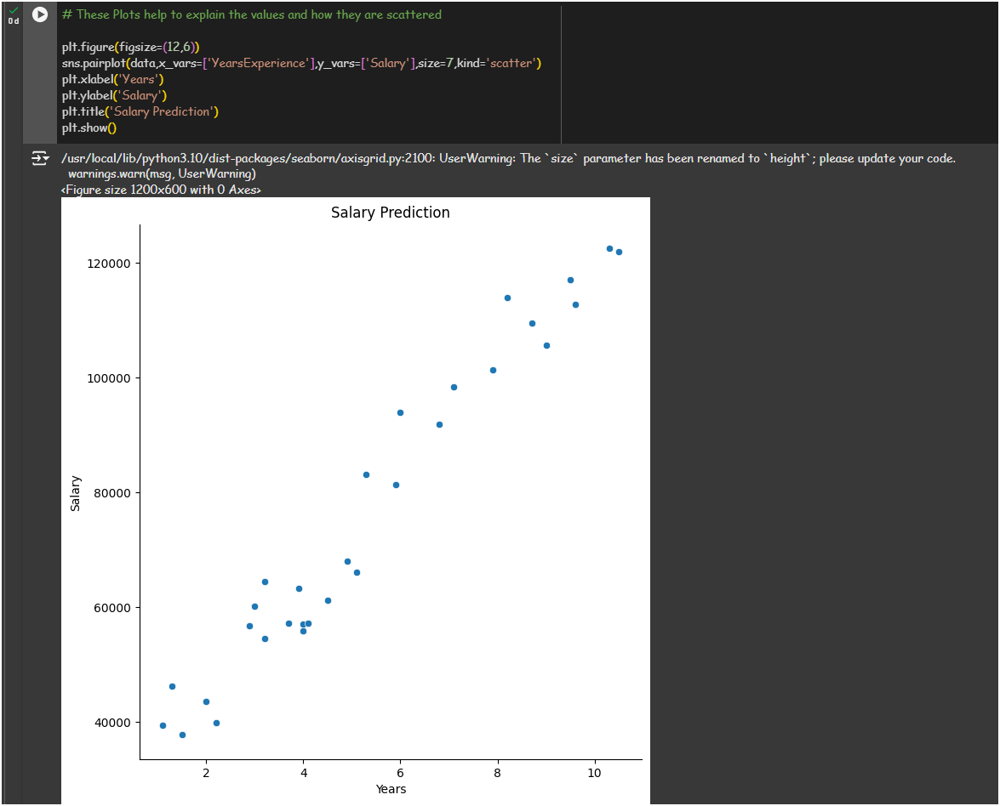 0 d
# These Plots help to explain the values and how they are scattered
plt.figure(figsize=(12,6))
sns.pairplot(data,x_vars=['YearsExperience'],y_vars=['Salary'],size=7,kind='scatter')
plt.xlabel('Years')
plt.ylabel('Salary')
plt.title('Salary Prediction')
plt.show()
/usr/local/lib/python3.10/dist-packages/seaborn/axisgrid.py:2100: UserWarning: The `size` parameter has been renamed to `height`; please update your code.
warnings.warn(msg, UserWarning)
<Figure size 1200x600 with 0 Axes>
Salary Prediction
120000
100000
80000
60000
40000
Salary
2 4 6 8 10
Years